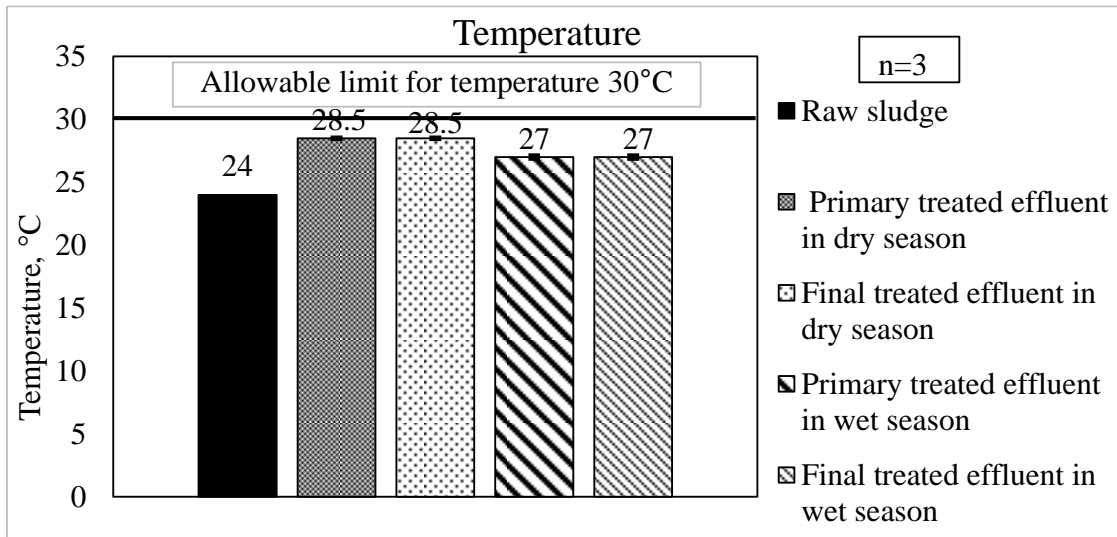 Temperature
n=3
Allowable limit for temperature 30°C
35
30
25
20
15
10
5
0
Temperature, °C
24
28.5
28.5
27
27
Raw sludge
Primary treated effluent
in dry season
Final treated effluent in
dry season
Primary treated effluent
in wet season
Final treated effluent in
wet season